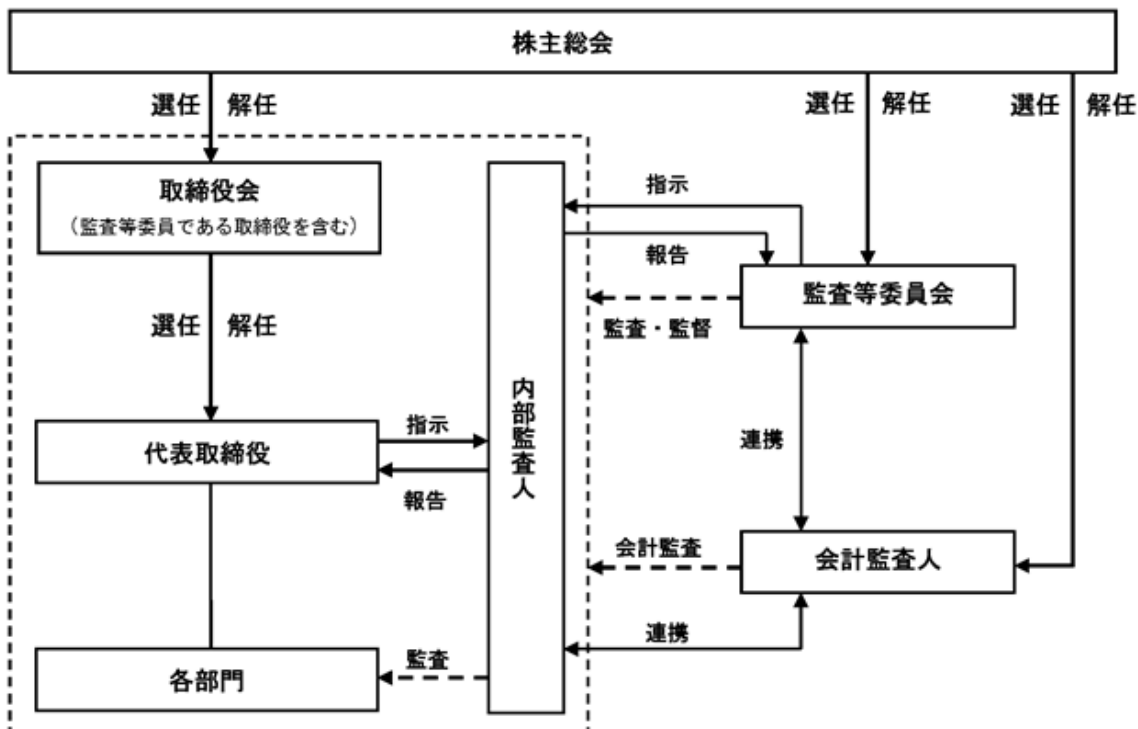 株主総会
選任 解任
選任 解任
選任 解任
取締役会
（監査等委員である取締役を含む）
指示
報告
監査等委員会
監査・監督
選任 解任
内部監査人
代表取締役
指示
報告
連携
会計監査
会計監査人
連携
各部門
監査